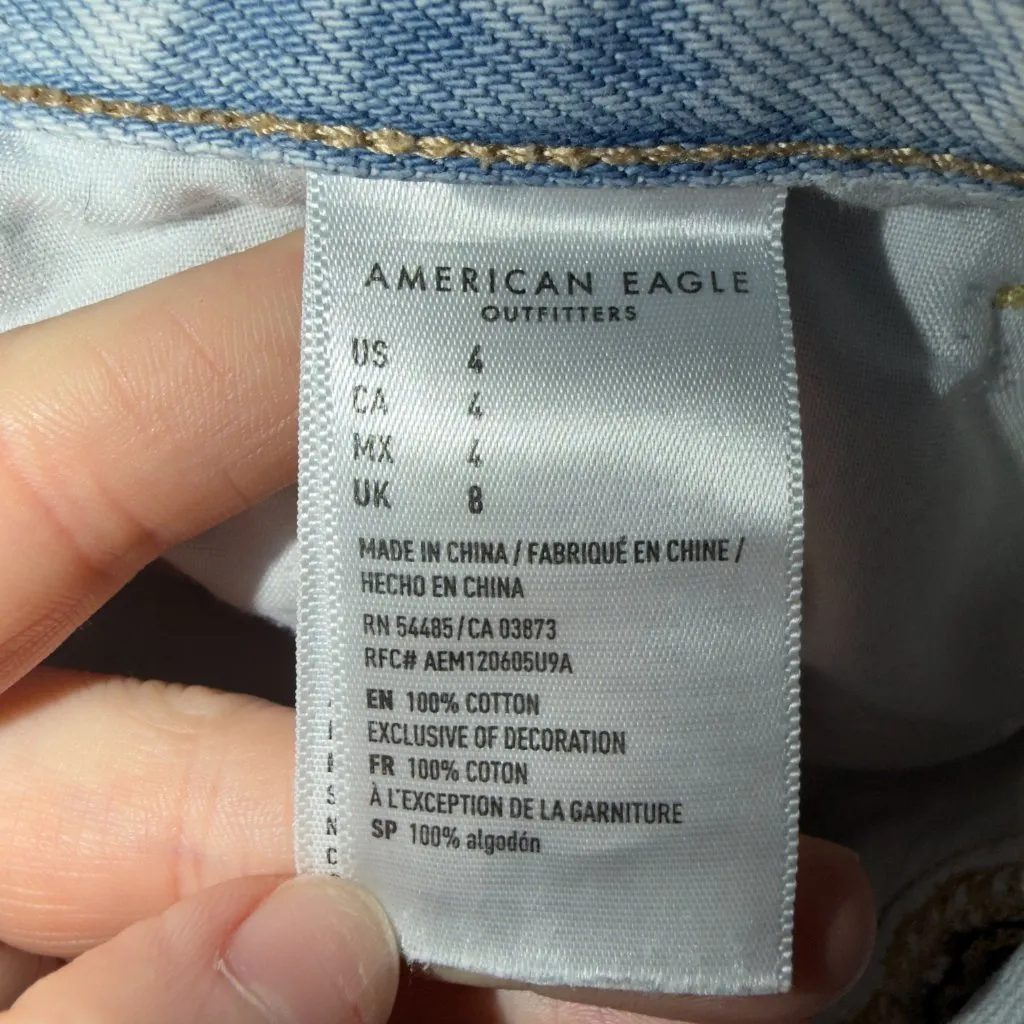 AMERICAN EAGLE
OUTFITTERS
US 4
CA 4
MX 4
UK 8
MADE IN CHINA / FABRIQUÉ EN CHINE /
HECHO EN CHINA
RN 54485 / CA 03873
RFC# AEM120605U9A
EN 100% COTTON
EXCLUSIVE OF DECORATION
FR 100% COTON
À L'EXCEPTION DE LA GARNITURE
SP 100% algodón